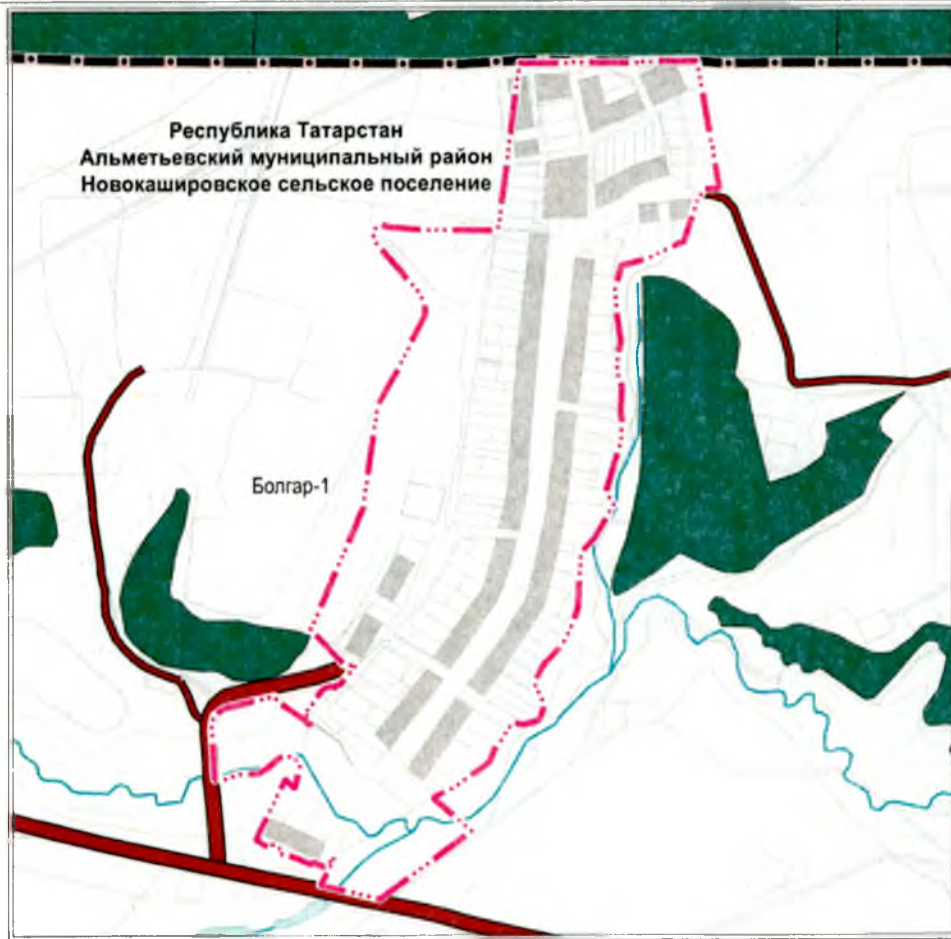 Республика Татарстан
Альметьевский муниципальный район
Новокашировское сельское поселение
Болгар-1